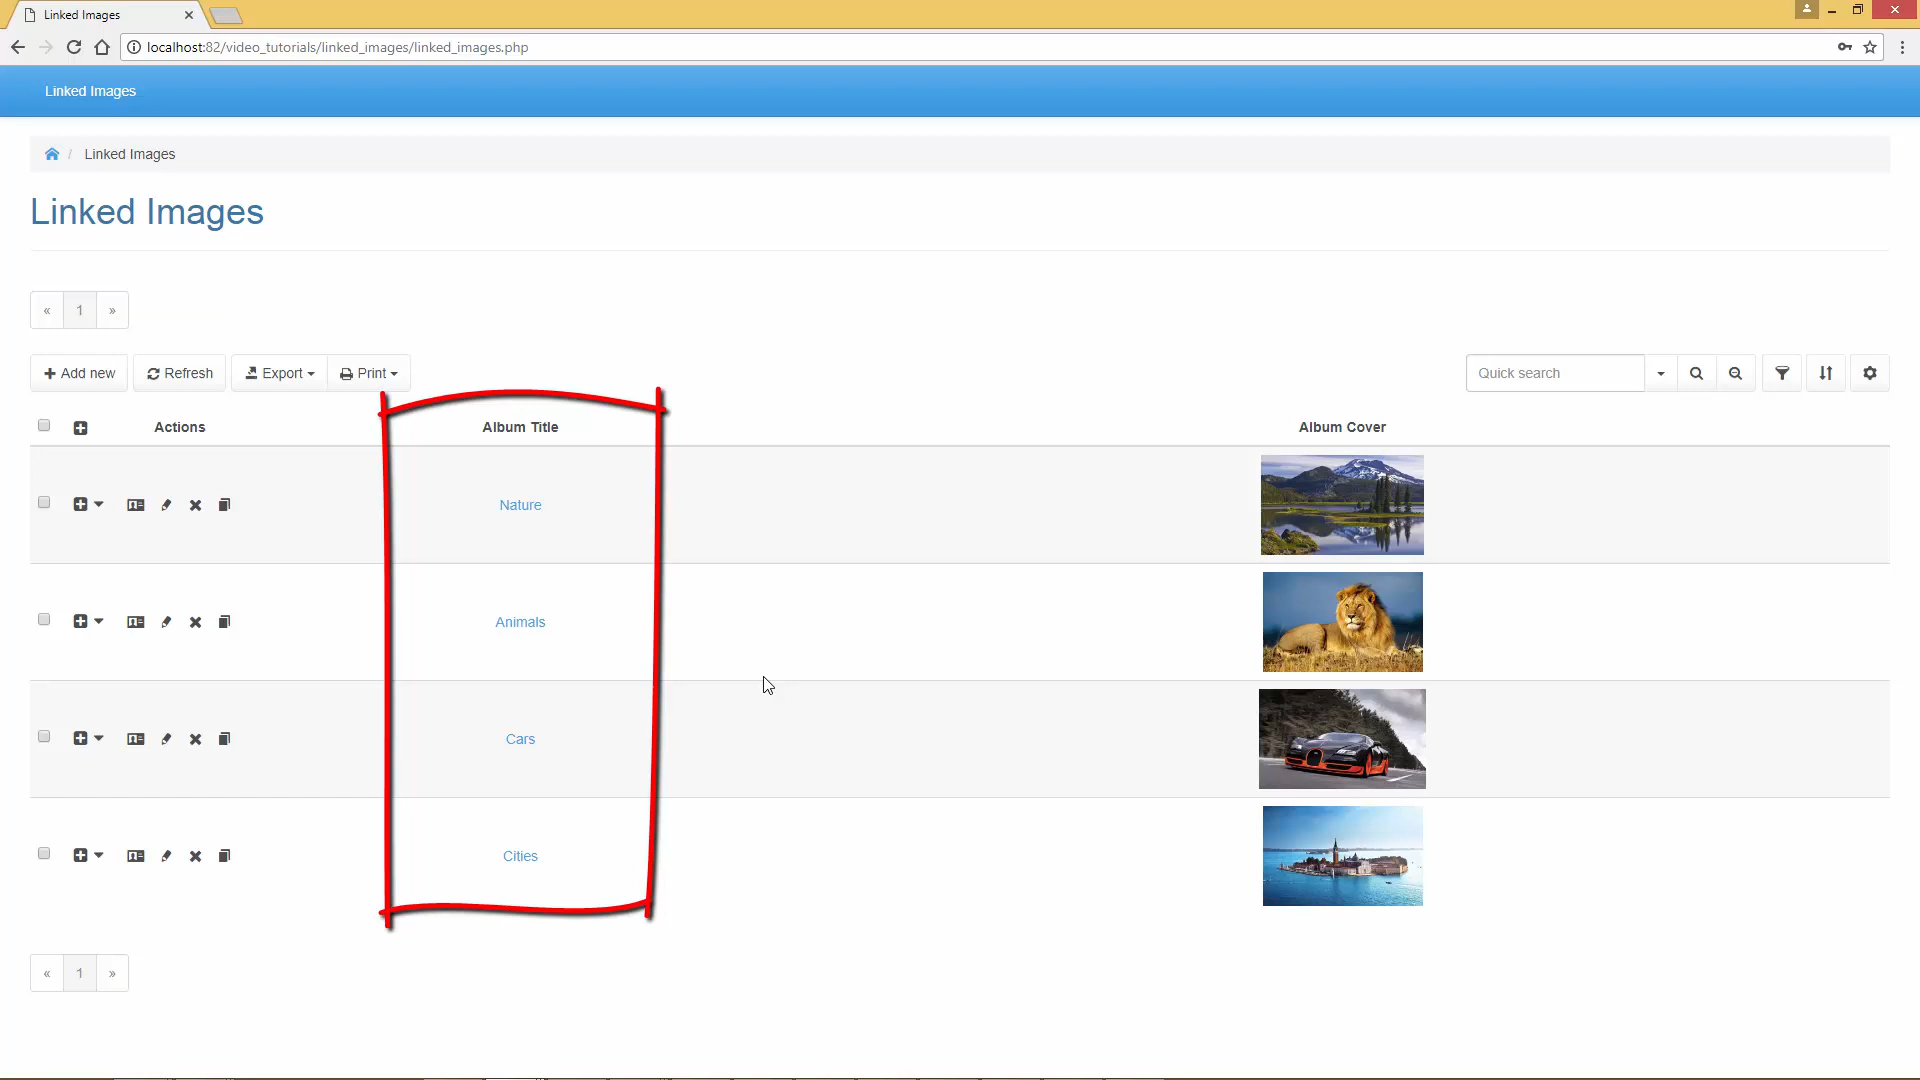 Linked Images
localhost:82/video_tutorials/linked_images/linked_images.php
Linked Images
/ Linked Images
Linked Images
« 1 »
Add new Refresh Export Print Quick search
Actions Album Title Album Cover
Nature
Animals
Cars
Cities
« 1 »